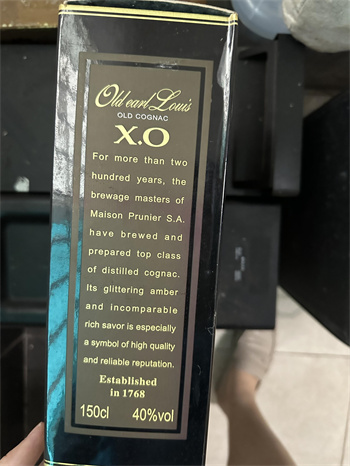 Old earl Louis
OLD COGNAC
X.O
For more than two
hundred years, the
brewage masters of
Maison Prunier S.A.
have brewed and
prepared top class
of distilled cognac.
Its glittering amber
and incomparable
rich savor is especially
a symbol of high quality
and reliable reputation.
Established
in 1768
150cl 40%vol